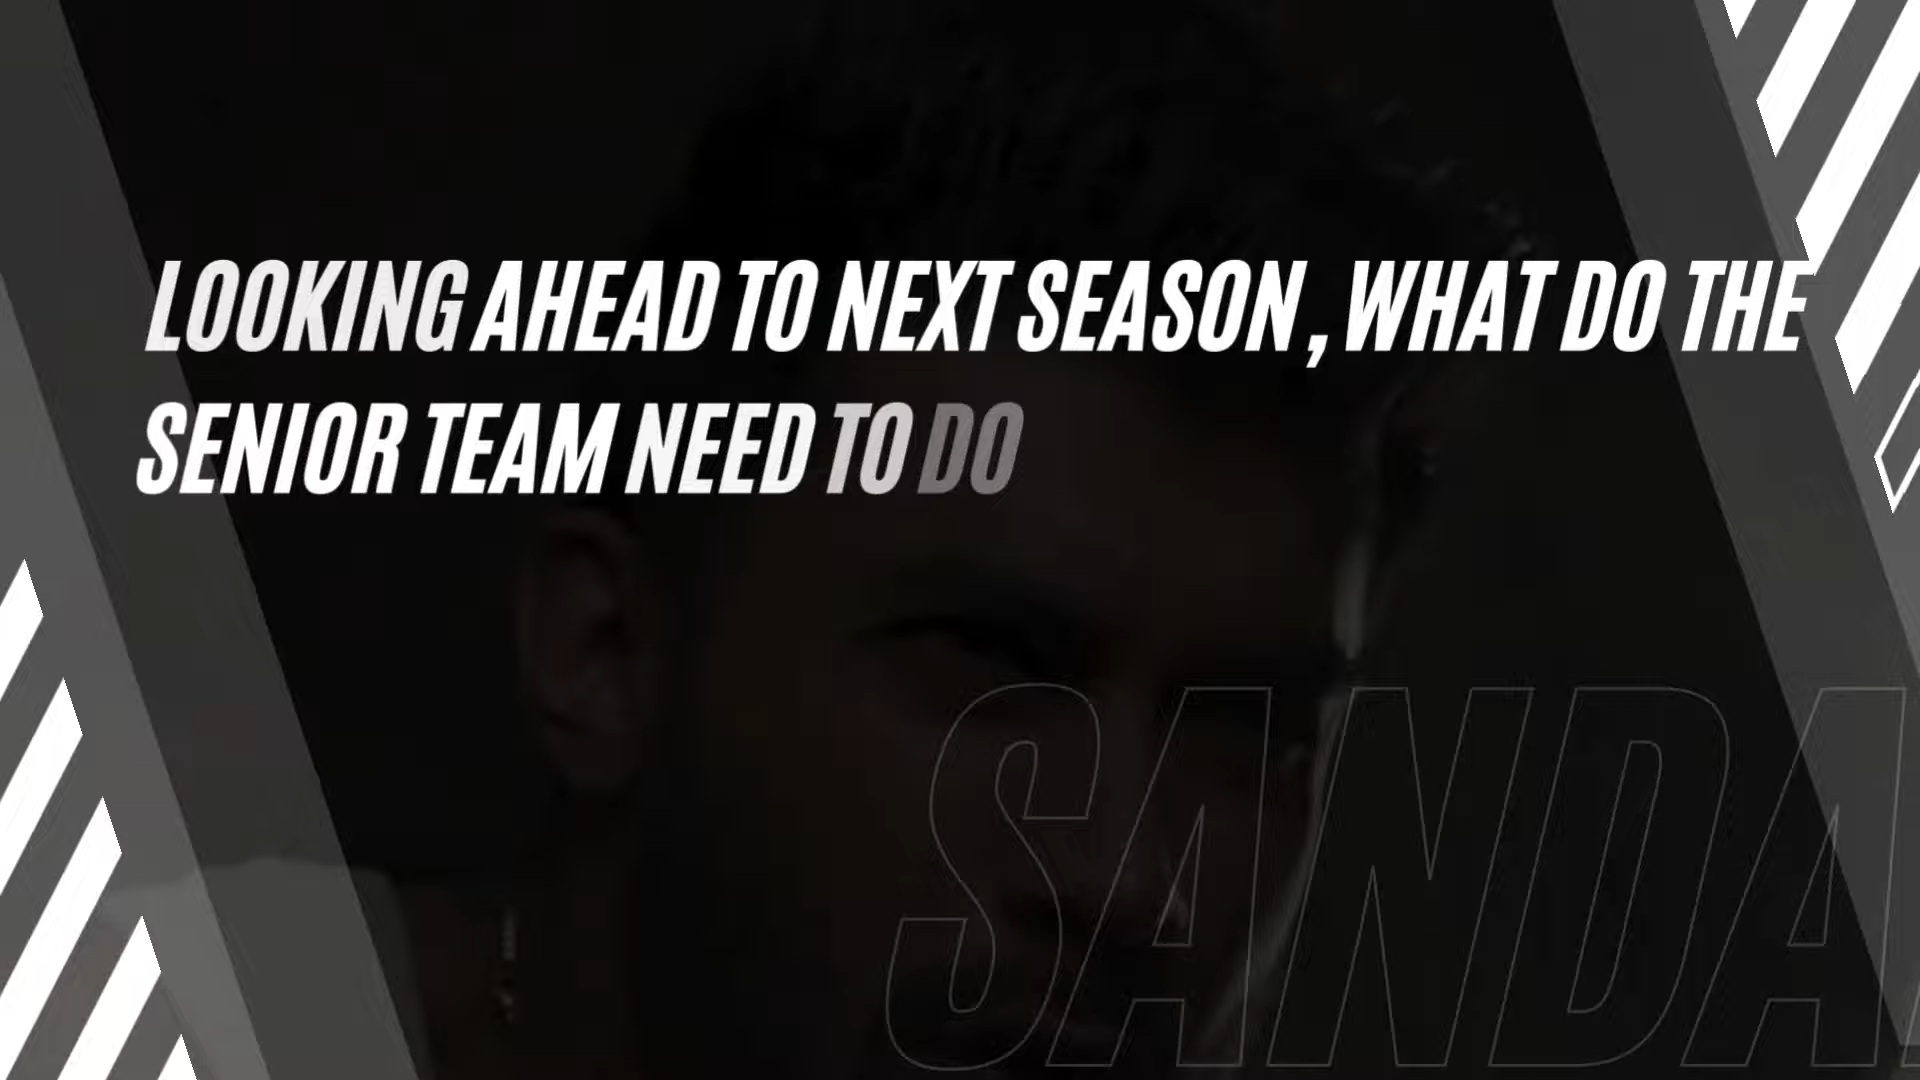 LOOKING AHEAD TO NEXT SEASON, WHAT DO THE
SENIOR TEAM NEED TO DO
SANDA